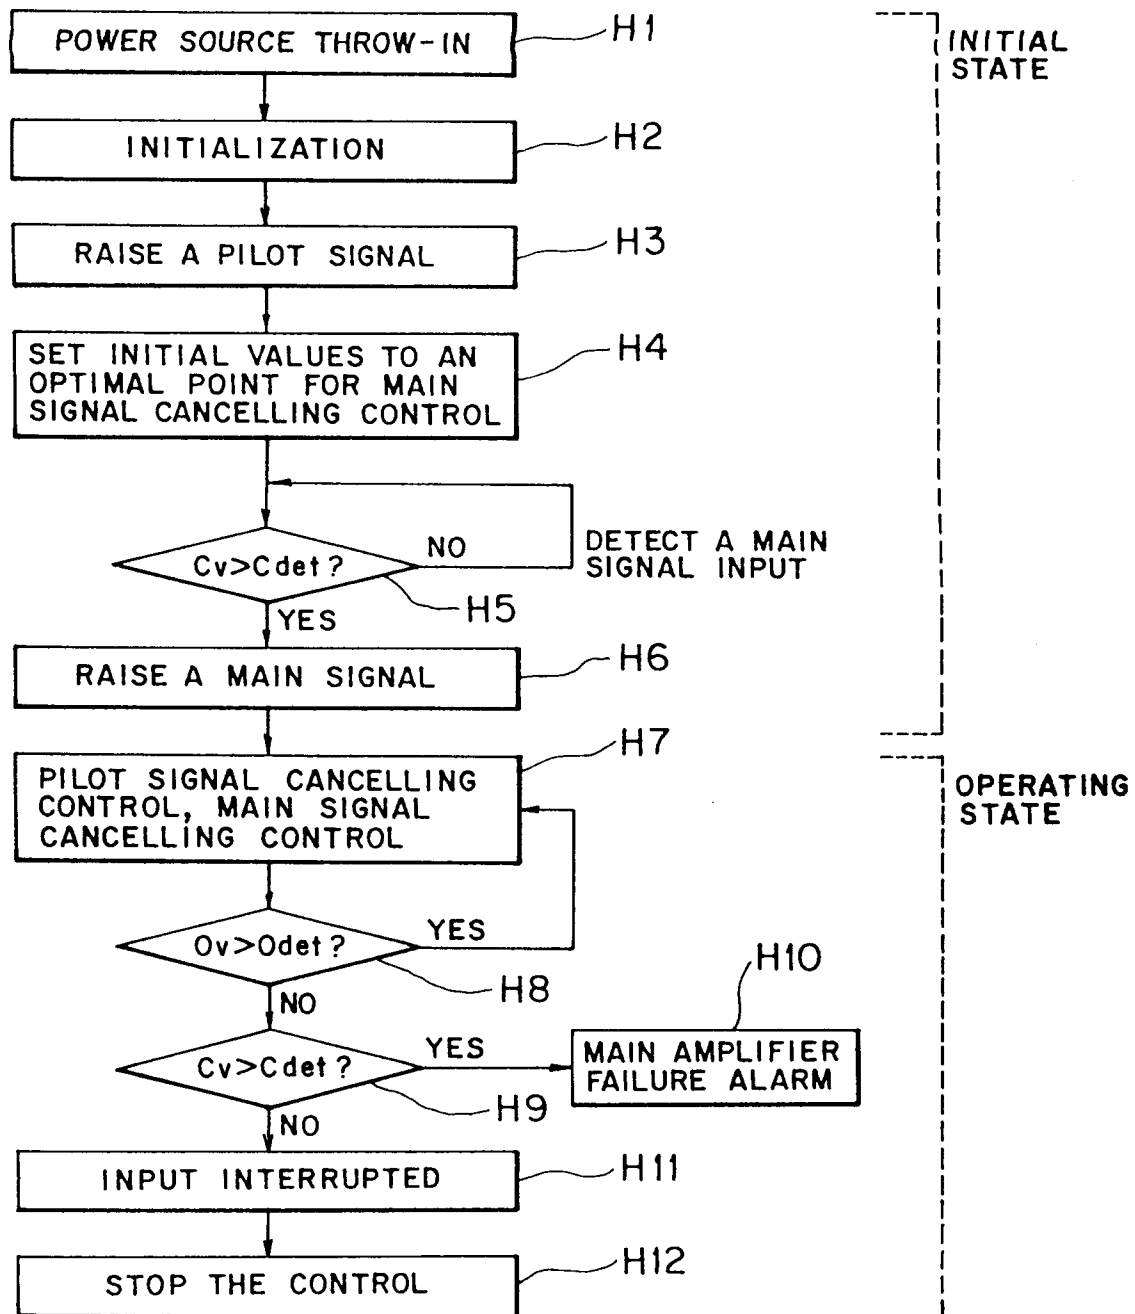 POWER SOURCE THROW-IN
H1
INITIAL
STATE
INITIALIZATION
H2
RAISE A PILOT SIGNAL
H3
SET INITIAL VALUES TO AN
OPTIMAL POINT FOR MAIN
SIGNAL CANCELLING CONTROL
H4
Cv>Cdet?
NO
DETECT A MAIN
SIGNAL INPUT
H5
YES
RAISE A MAIN SIGNAL
H6
PILOT SIGNAL CANCELLING
CONTROL, MAIN SIGNAL
CANCELLING CONTROL
H7
OPERATING
STATE
Ov>Odet?
YES
H8
NO
Cv>Cdet?
YES
H9
H10
MAIN AMPLIFIER
FAILURE ALARM
NO
INPUT INTERRUPTED
H11
STOP THE CONTROL
H12